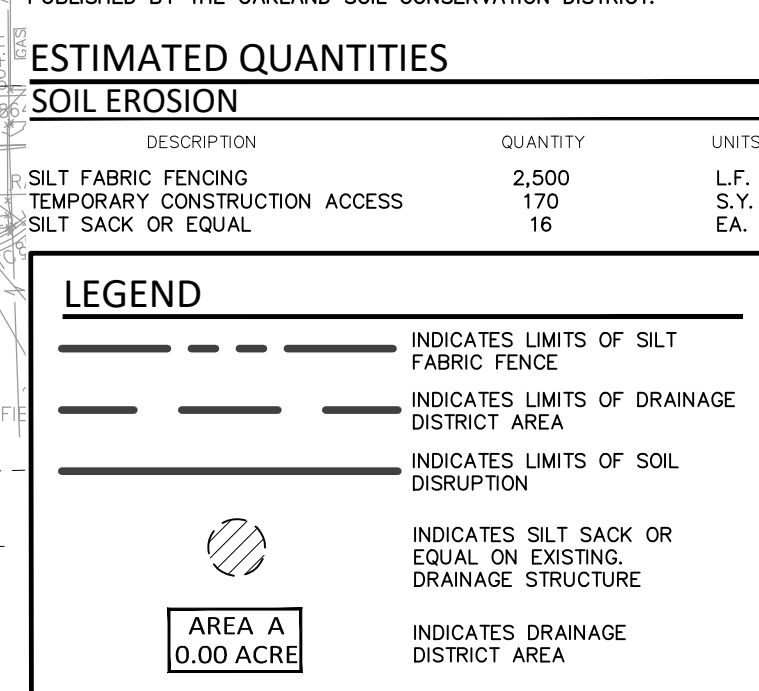 PUBLISHED BY THE OAKLAND SOIL CONSERVATION DISTRICT.
GAS
ESTIMATED QUANTITIES
SOIL EROSION
DESCRIPTION QUANTITY UNITS
SILT FABRIC FENCING 2,500 L.F.
TEMPORARY CONSTRUCTION ACCESS 170 S.Y.
SILT SACK OR EQUAL 16 EA.
LEGEND
INDICATES LIMITS OF SILT
FABRIC FENCE
INDICATES LIMITS OF DRAINAGE
DISTRICT AREA
INDICATES LIMITS OF SOIL
DISRUPTION
INDICATES SILT SACK OR
EQUAL ON EXISTING.
DRAINAGE STRUCTURE
AREA A
0.00 ACRE
INDICATES DRAINAGE
DISTRICT AREA